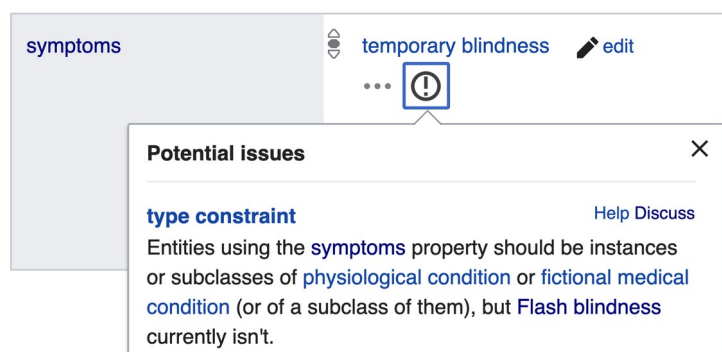 symptoms
temporary blindness edit
Potential issues
type constraint Help Discuss
Entities using the symptoms property should be instances
or subclasses of physiological condition or fictional medical
condition (or of a subclass of them), but Flash blindness
currently isn't.